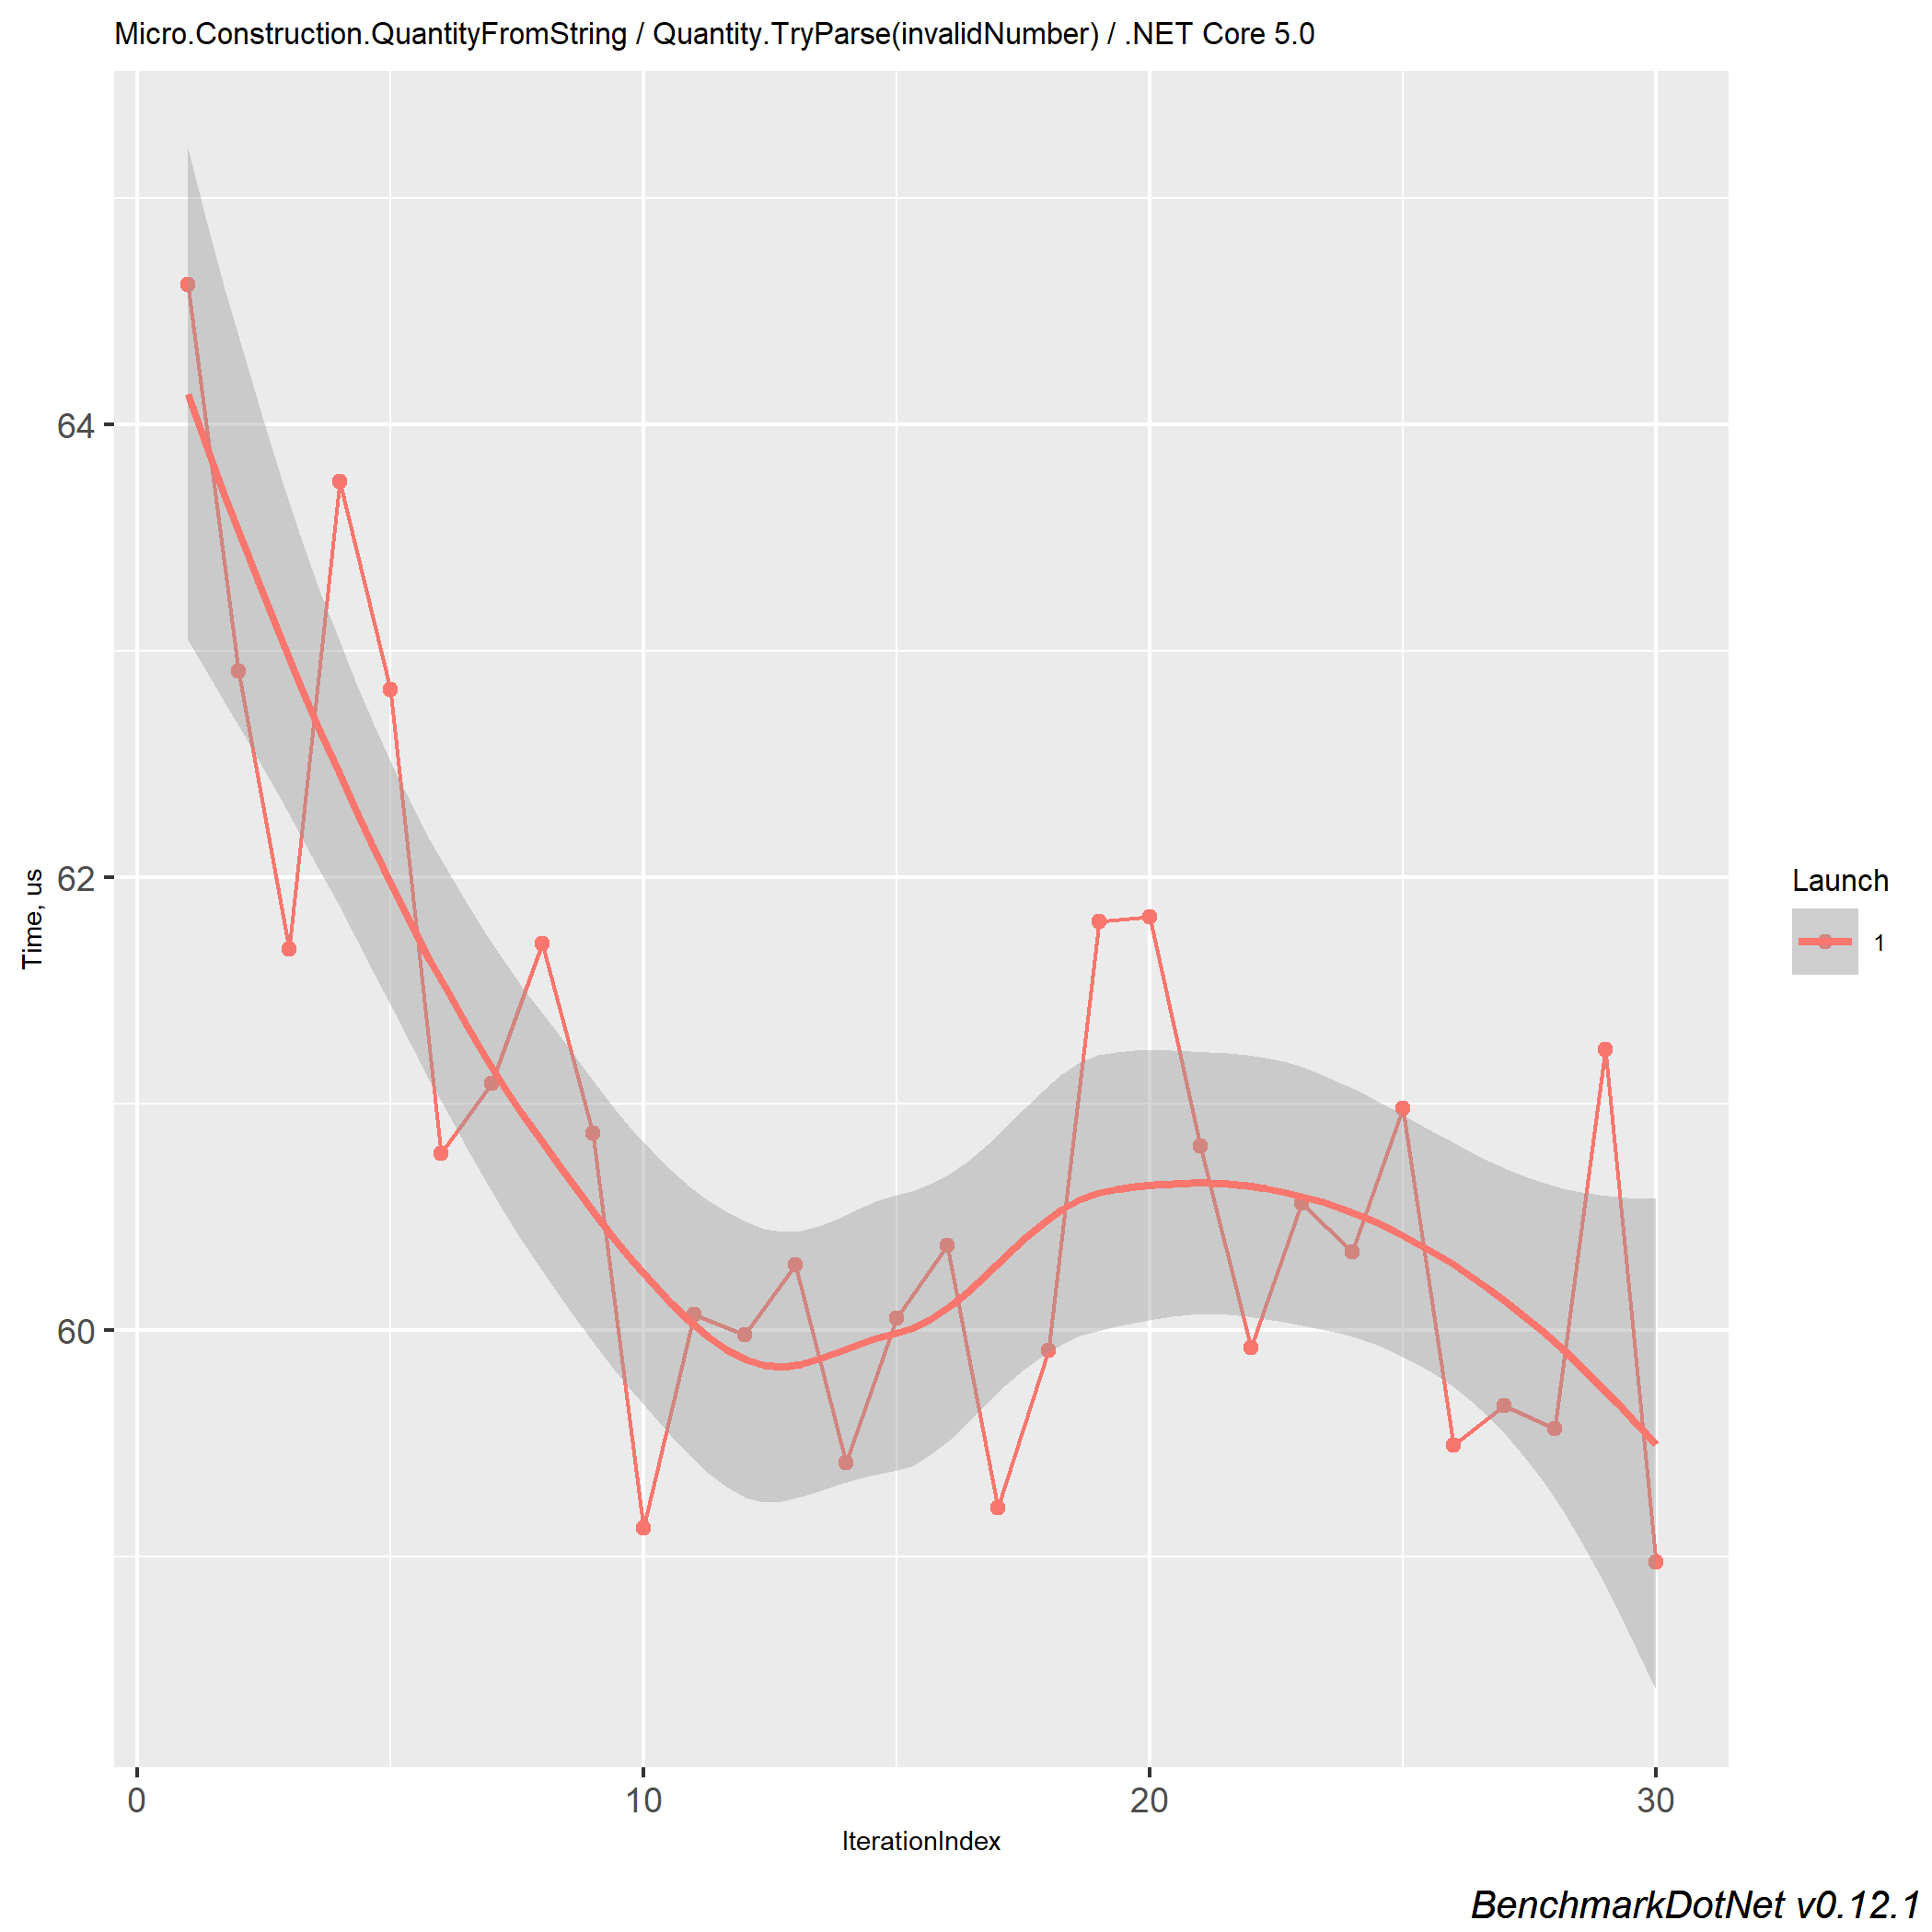 Micro.Construction.QuantityFromString / Quantity.TryParse(invalidNumber) / .NET Core 5.0
64
62
60
Time, us
0 10 20 30
IterationIndex
Launch
1
BenchmarkDotNet v0.12.1